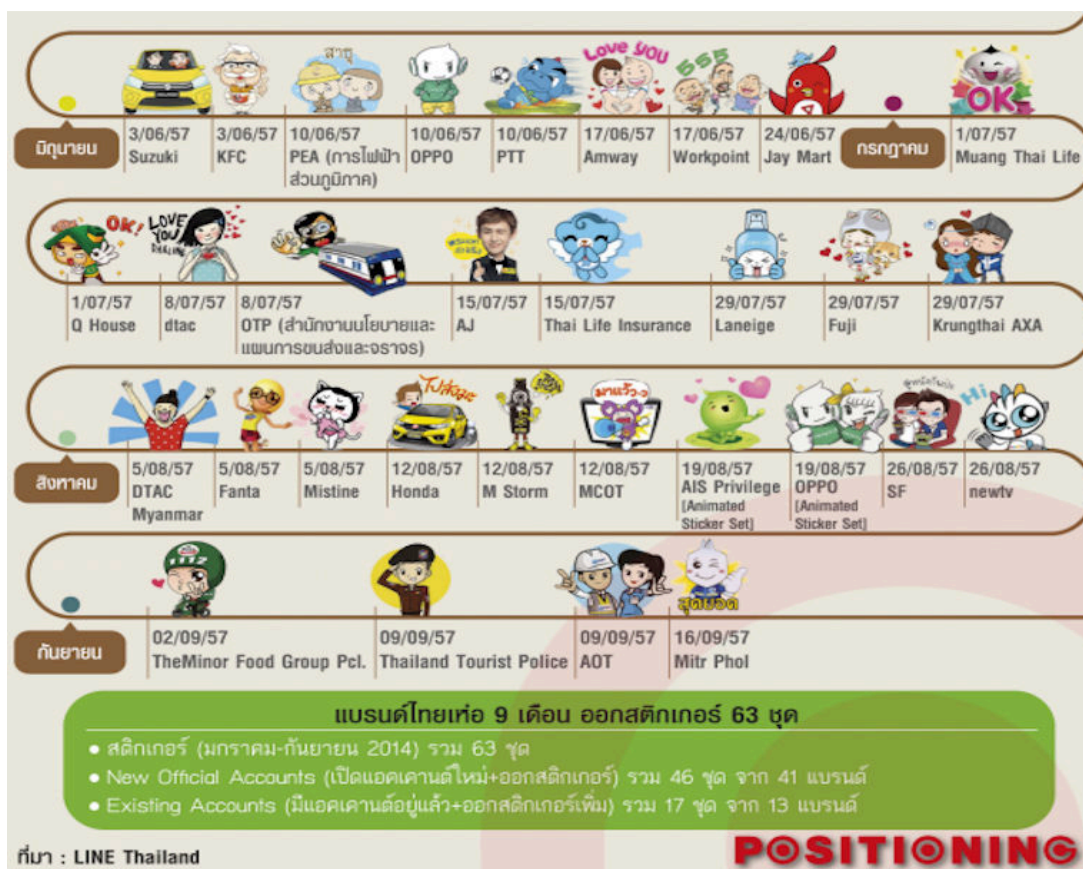 สาธุ
Love you
555
OK
มิถุนายน
3/06/57
Suzuki
3/06/57
KFC
10/06/57
PEA (การไฟฟ้า
ส่วนภูมิภาค)
10/06/57
OPPO
10/06/57
PTT
17/06/57
Amway
17/06/57
Workpoint
24/06/57
Jay Mart
กรกฎาคม
1/07/57
Muang Thai Life
OK!
LOVE
YOU
DARLING
1/07/57
Q House
8/07/57
dtac
8/07/57
OTP (สำนักงานนโยบายและ
แผนการขนส่งและจราจร)
15/07/57
AJ
15/07/57
Thai Life Insurance
29/07/57
Laneige
29/07/57
Fuji
29/07/57
Krungthai AXA
ไปส่งมะ
มาแว้ว~ว
Hi
สิงหาคม
5/08/57
DTAC
Myanmar
5/08/57
Fanta
5/08/57
Mistine
12/08/57
Honda
12/08/57
M Storm
12/08/57
MCOT
19/08/57
AIS Privilege
[Animated
Sticker Set]
19/08/57
OPPO
[Animated
Sticker Set]
26/08/57
SF
26/08/57
newtv
1112
สุดยอด
กันยายน
02/09/57
TheMinor Food Group Pcl.
09/09/57
Thailand Tourist Police
09/09/57
AOT
16/09/57
Mitr Phol
แบรนด์ไทยเห่อ 9 เดือน ออกสติกเกอร์ 63 ชุด
● สติกเกอร์ (มกราคม-กันยายน 2014) รวม 63 ชุด
● New Official Accounts (เปิดแอคเคานต์ใหม่+ออกสติกเกอร์) รวม 46 ชุด จาก 41 แบรนด์
● Existing Accounts (มีแอคเคานต์อยู่แล้ว+ออกสติกเกอร์เพิ่ม) รวม 17 ชุด จาก 13 แบรนด์
ที่มา : LINE Thailand
POSITIONING